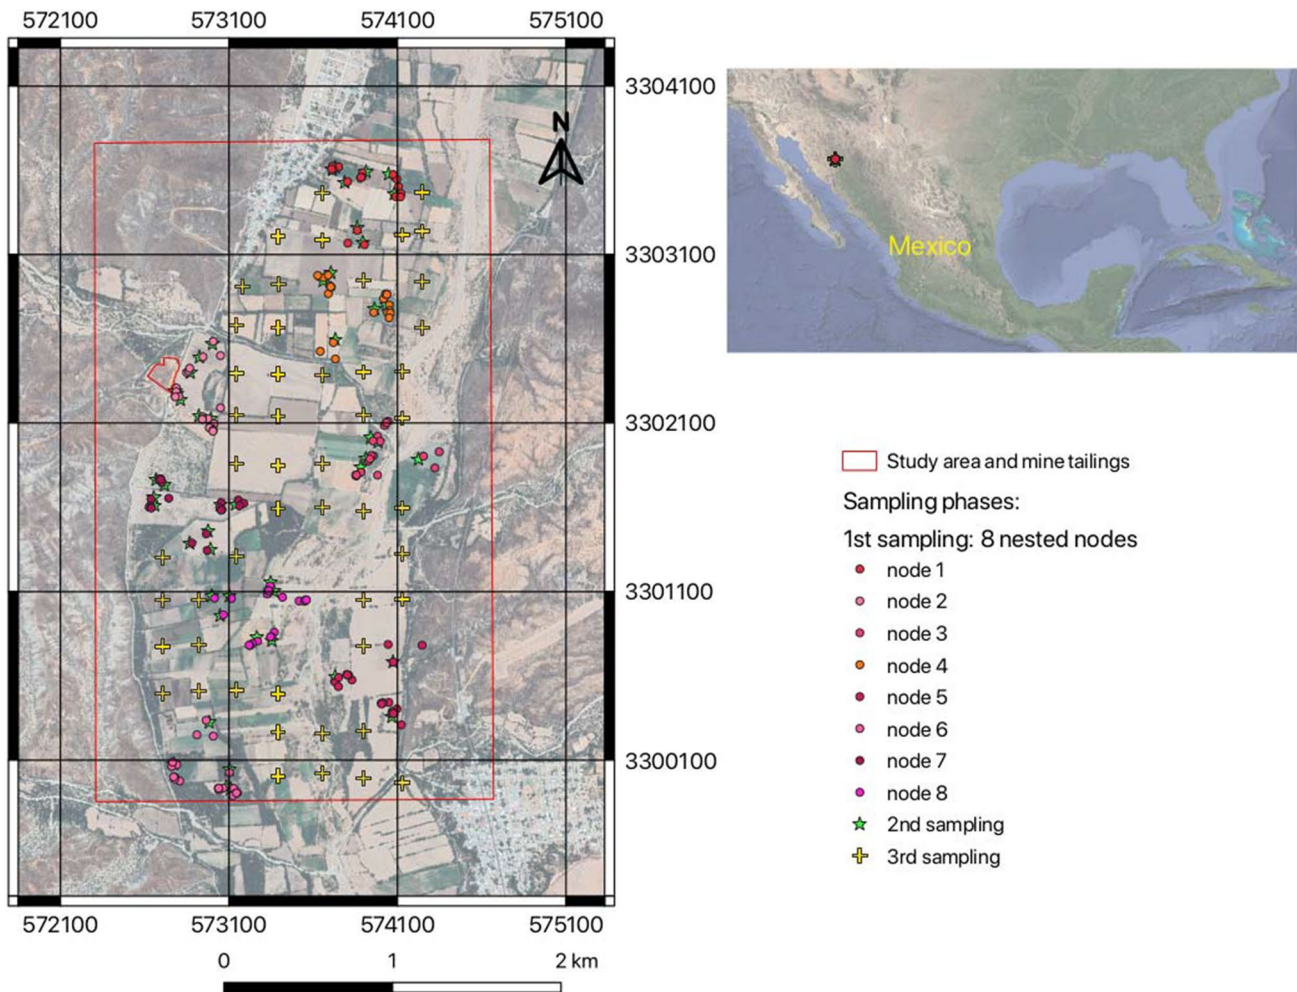 572100 573100 574100 575100
N
3304100
3303100
3302100
3301100
3300100
572100 573100 574100 575100
0 1 2 km
Mexico
Study area and mine tailings
Sampling phases:
1st sampling: 8 nested nodes
node 1
node 2
node 3
node 4
node 5
node 6
node 7
node 8
2nd sampling
3rd sampling